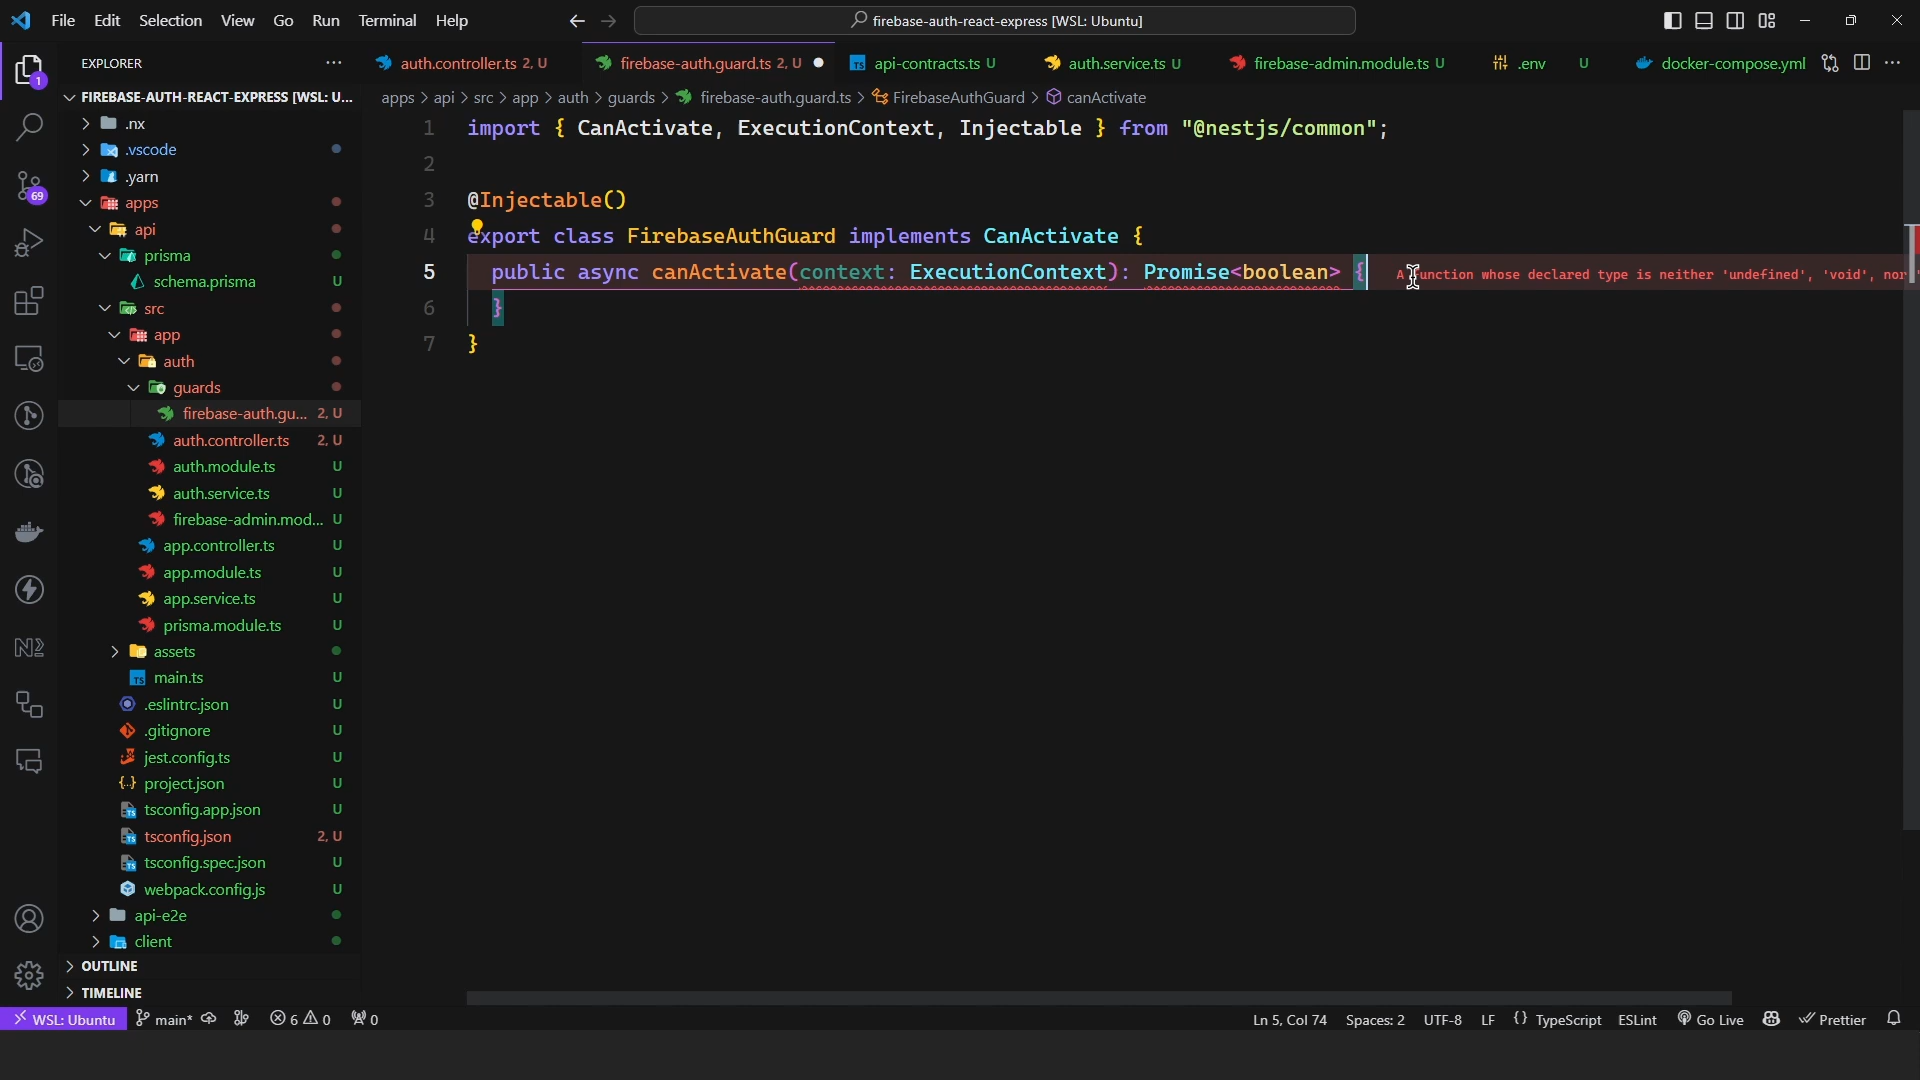 File Edit Selection View Go Run Terminal Help
firebase-auth-react-express [WSL: Ubuntu]
EXPLORER
auth.controller.ts 2, U
firebase-auth.guard.ts 2, U
api-contracts.ts U
auth.service.ts U
firebase-admin.module.ts U
.env U
docker-compose.yml
FIREBASE-AUTH-REACT-EXPRESS [WSL: U...
apps > api > src > app > auth > guards > firebase-auth.guard.ts > FirebaseAuthGuard > canActivate
.nx
.vscode
.yarn
apps
api
prisma
schema.prisma U
src
app
auth
guards
firebase-auth.gu... 2, U
auth.controller.ts 2, U
auth.module.ts U
auth.service.ts U
firebase-admin.mod... U
app.controller.ts U
app.module.ts U
app.service.ts U
prisma.module.ts U
assets
main.ts U
.eslintrc.json U
.gitignore U
jest.config.ts U
project.json U
tsconfig.app.json U
tsconfig.json 2, U
tsconfig.spec.json U
webpack.config.js U
api-e2e
client
OUTLINE
TIMELINE
1
69
1 import { CanActivate, ExecutionContext, Injectable } from "@nestjs/common";
2
3 @Injectable()
4 export class FirebaseAuthGuard implements CanActivate {
5 public async canActivate(context: ExecutionContext): Promise<boolean> { A function whose declared type is neither 'undefined', 'void', nor
6 }
7 }
WSL: Ubuntu main* 6 0 0 Ln 5, Col 74 Spaces: 2 UTF-8 LF {} TypeScript ESLint Go Live Prettier